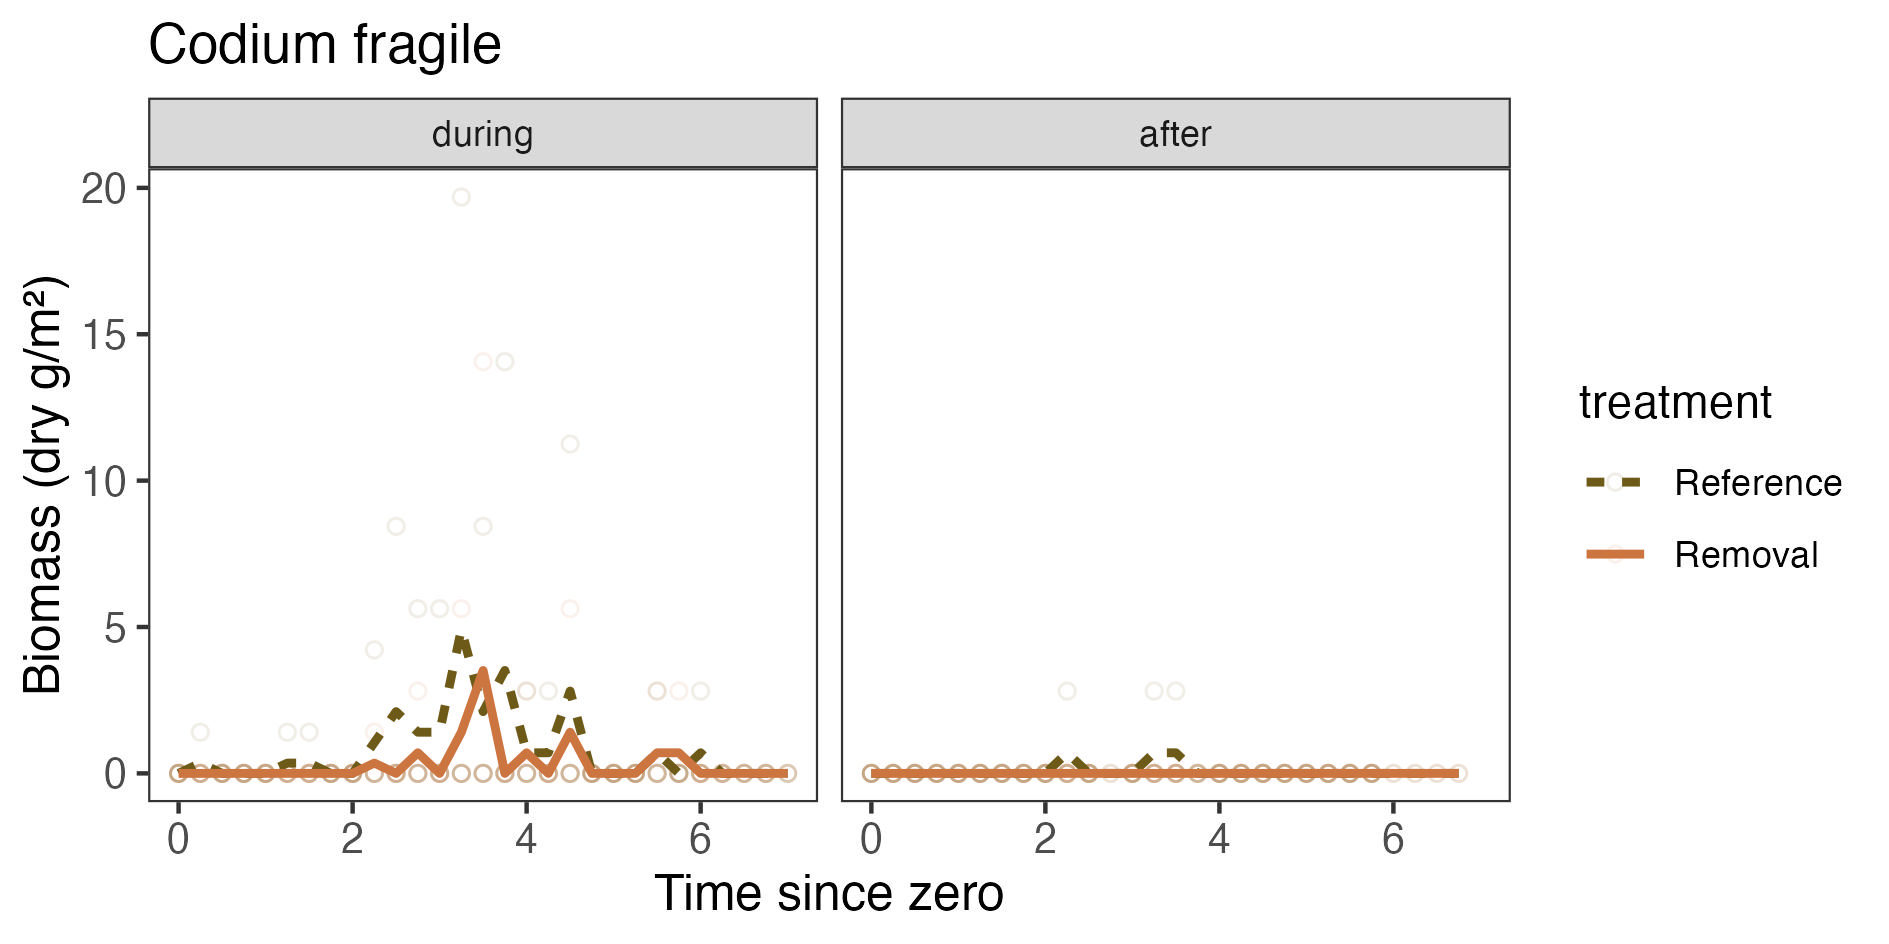 Codium fragile
during
after
Biomass (dry g/m²)
20
15
10
5
0
0 2 4 6
0 2 4 6
Time since zero
treatment
Reference
Removal